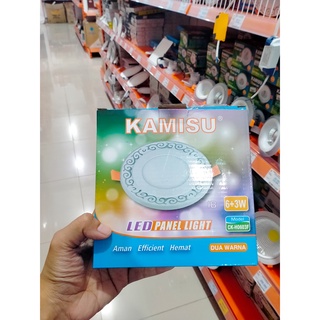 KAMISU
6+3W
LED PANEL LIGHT
Aman Efficient Hemat
DUA WARNA